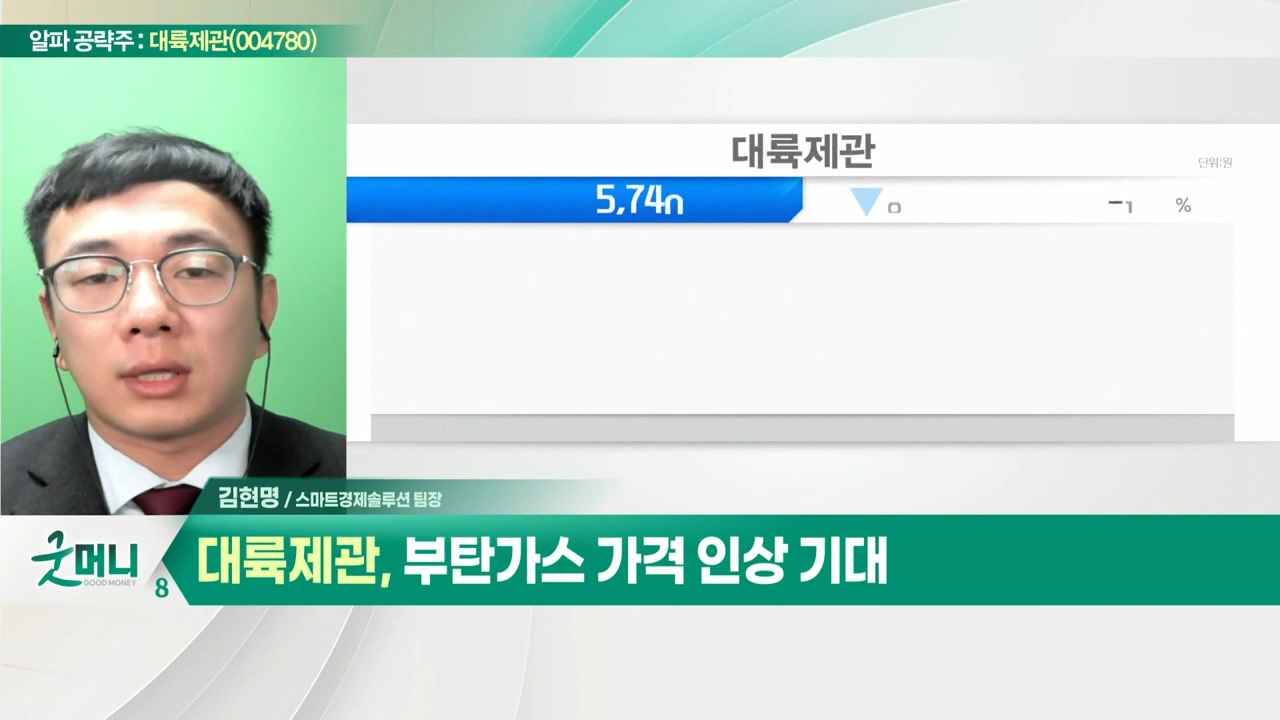 알파 공략주 : 대륙제관(004780)
대륙제관
단위:원
%
김현명 / 스마트경제솔루션 팀장
굿머니
GOOD MONEY
8
대륙제관, 부탄가스 가격 인상 기대